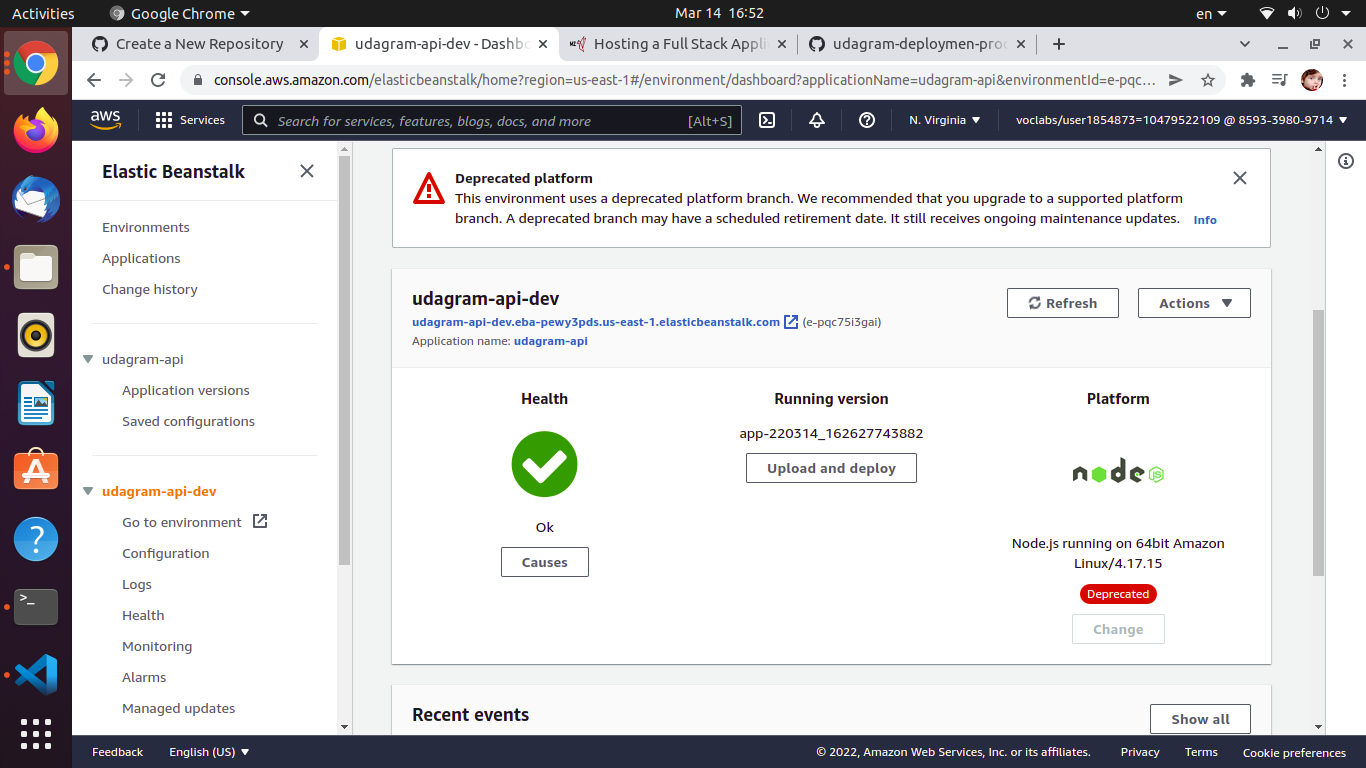 Activities
Google Chrome
Mar 14 16:52
en
Create a New Repository
udagram-api-dev - Dashbo
Hosting a Full Stack Appli
udagram-deploymen-proc
console.aws.amazon.com/elasticbeanstalk/home?region=us-east-1#/environment/dashboard?applicationName=udagram-api&environmentId=e-pqc...
aws
Services
Search for services, features, blogs, docs, and more
[Alt+S]
N. Virginia
voclabs/user1854873=10479522109 @ 8593-3980-9714
Elastic Beanstalk
Environments
Applications
Change history
udagram-api
Application versions
Saved configurations
udagram-api-dev
Go to environment
Configuration
Logs
Health
Monitoring
Alarms
Managed updates
Deprecated platform
This environment uses a deprecated platform branch. We recommended that you upgrade to a supported platform
branch. A deprecated branch may have a scheduled retirement date. It still receives ongoing maintenance updates. Info
udagram-api-dev
udagram-api-dev.eba-pewy3pds.us-east-1.elasticbeanstalk.com (e-pqc75i3gai)
Application name: udagram-api
Refresh
Actions
Health
Ok
Causes
Running version
app-220314_162627743882
Upload and deploy
Platform
node JS
Node.js running on 64bit Amazon
Linux/4.17.15
Deprecated
Change
Recent events
Show all
Feedback
English (US)
© 2022, Amazon Web Services, Inc. or its affiliates.
Privacy
Terms
Cookie preferences